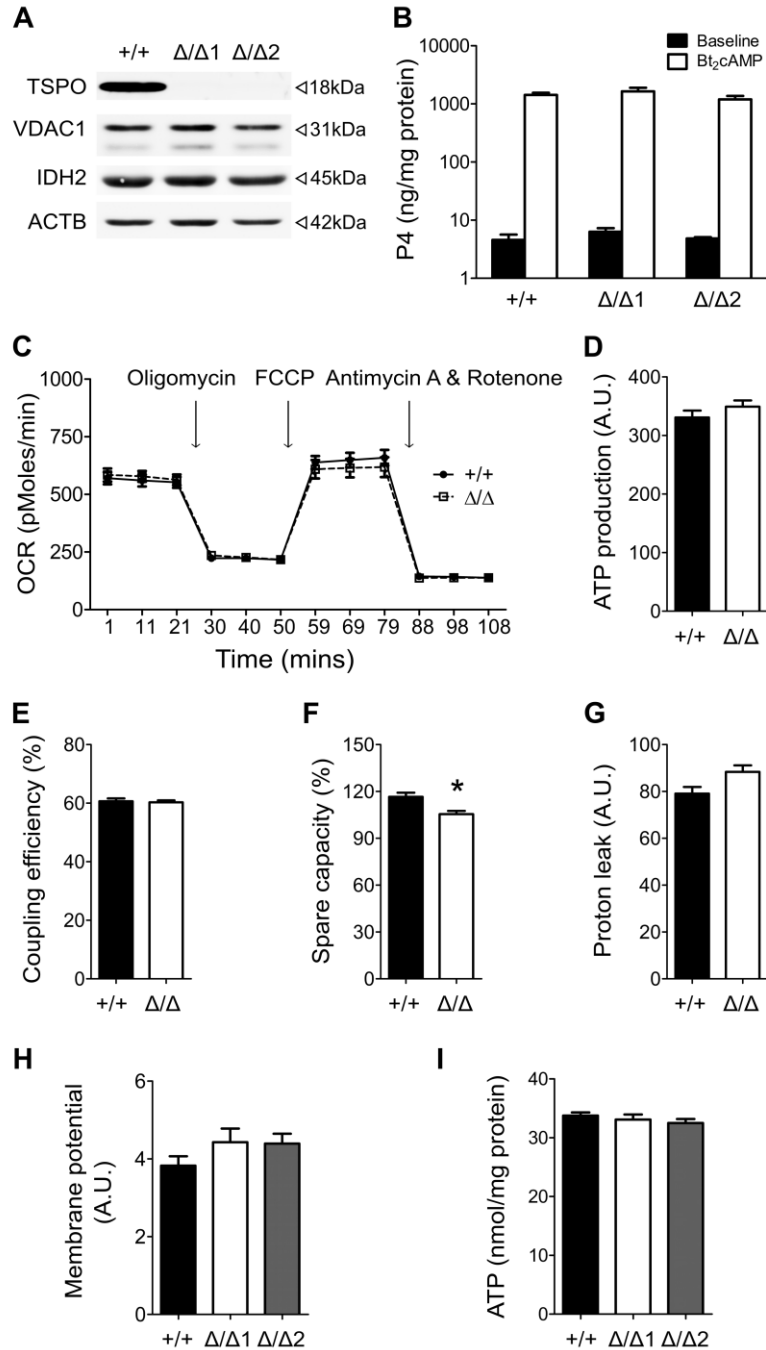 A
+/+ Δ/Δ1 Δ/Δ2
TSPO ◁18kDa
VDAC1 ◁31kDa
IDH2 ◁45kDa
ACTB ◁42kDa
B
Baseline
Bt₂cAMP
P4 (ng/mg protein)
10000
1000
100
10
1
+/+ Δ/Δ1 Δ/Δ2
C
Oligomycin FCCP Antimycin A & Rotenone
OCR (pMoles/min)
1000
750
500
250
0
+/+
Δ/Δ
1 11 21 30 40 50 59 69 79 88 98 108
Time (mins)
D
ATP production (A.U.)
400
300
200
100
0
+/+ Δ/Δ
E
Coupling efficiency (%)
80
60
40
20
0
+/+ Δ/Δ
F
Spare capacity (%)
150
120
90
60
30
0
*
+/+ Δ/Δ
G
Proton leak (A.U.)
100
80
60
40
20
0
+/+ Δ/Δ
H
Membrane potential
(A.U.)
6
4
2
0
+/+ Δ/Δ1 Δ/Δ2
I
ATP (nmol/mg protein)
40
30
20
10
0
+/+ Δ/Δ1 Δ/Δ2